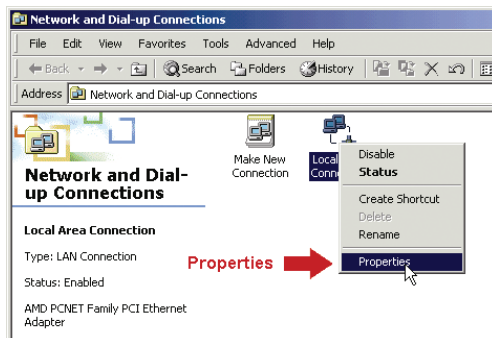 Network and Dial-up Connections
File Edit View Favorites Tools Advanced Help
Back Search Folders History
Address Network and Dial-up Connections
Network and Dial-
up Connections
Local Area Connection
Type: LAN Connection
Status: Enabled
AMD PCNET Family PCI Ethernet
Adapter
Make New
Connection
Local
Conn
Disable
Status
Create Shortcut
Delete
Rename
Properties
Properties